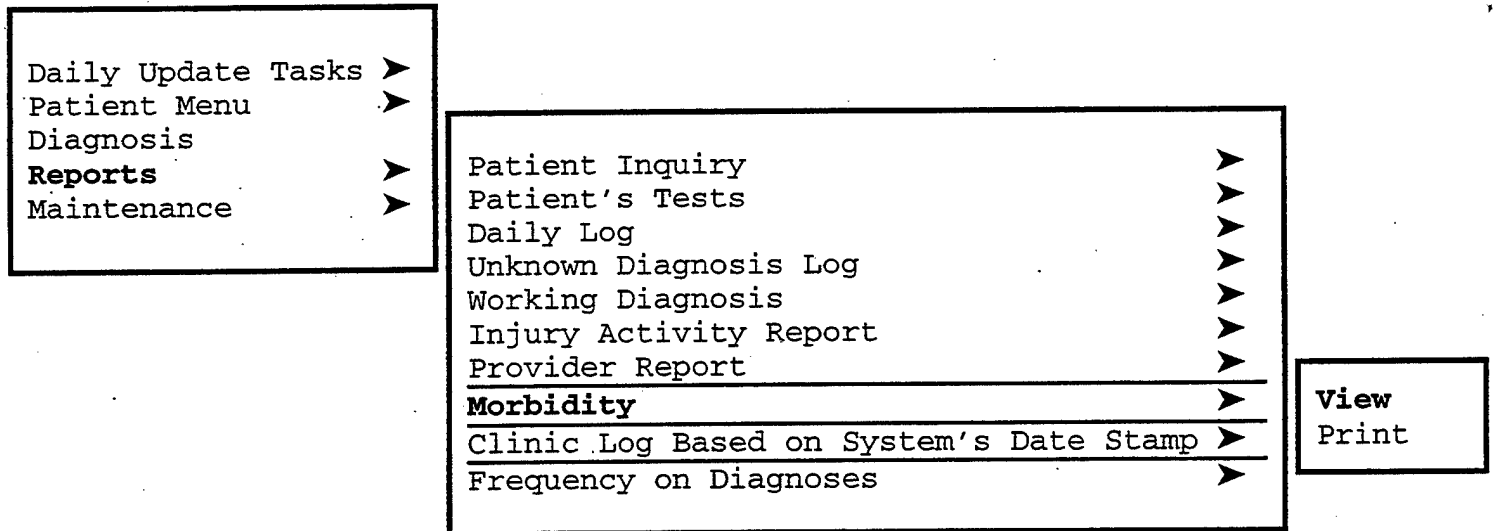 Daily Update Tasks ➤
Patient Menu ➤
Diagnosis
Reports ➤
Maintenance ➤
Patient Inquiry ➤
Patient's Tests ➤
Daily Log ➤
Unknown Diagnosis Log ➤
Working Diagnosis ➤
Injury Activity Report ➤
Provider Report ➤
Morbidity ➤
Clinic Log Based on System's Date Stamp ➤
Frequency on Diagnoses ➤
View
Print